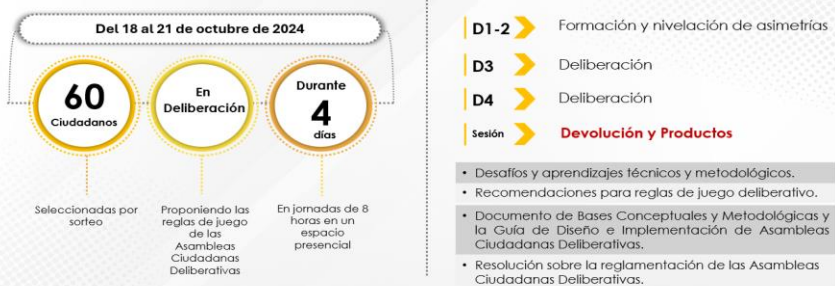 Del 18 al 21 de octubre de 2024
60
Ciudadanos
En
Deliberación
Durante
4
días
Seleccionadas por
sorteo
Proponiendo las
reglas de juego
de las
Asambleas
Ciudadanas
Deliberativas
En jornadas de 8
horas en un
espacio
presencial
D1-2 Formación y nivelación de asimetrías
D3 Deliberación
D4 Deliberación
Sesión Devolución y Productos
• Desafíos y aprendizajes técnicos y metodológicos.
• Recomendaciones para reglas de juego deliberativo.
• Documento de Bases Conceptuales y Metodológicas y
la Guía de Diseño e Implementación de Asambleas
Ciudadanas Deliberativas.
• Resolución sobre la reglamentación de las Asambleas
Ciudadanas Deliberativas.